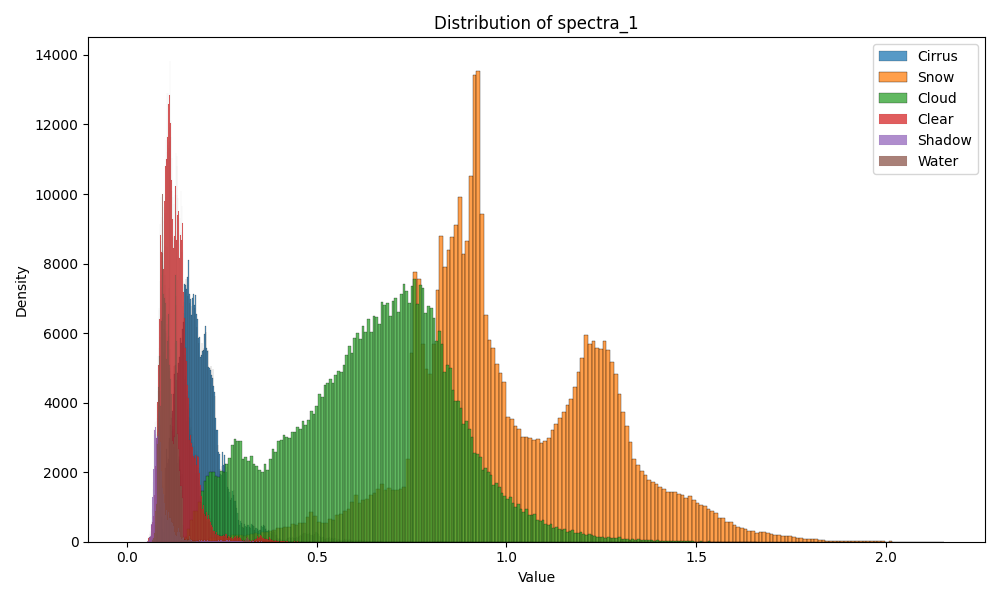 Distribution of spectra_1
Density
14000
12000
10000
8000
6000
4000
2000
0
0.0
0.5
1.0
1.5
2.0
Value
Cirrus
Snow
Cloud
Clear
Shadow
Water